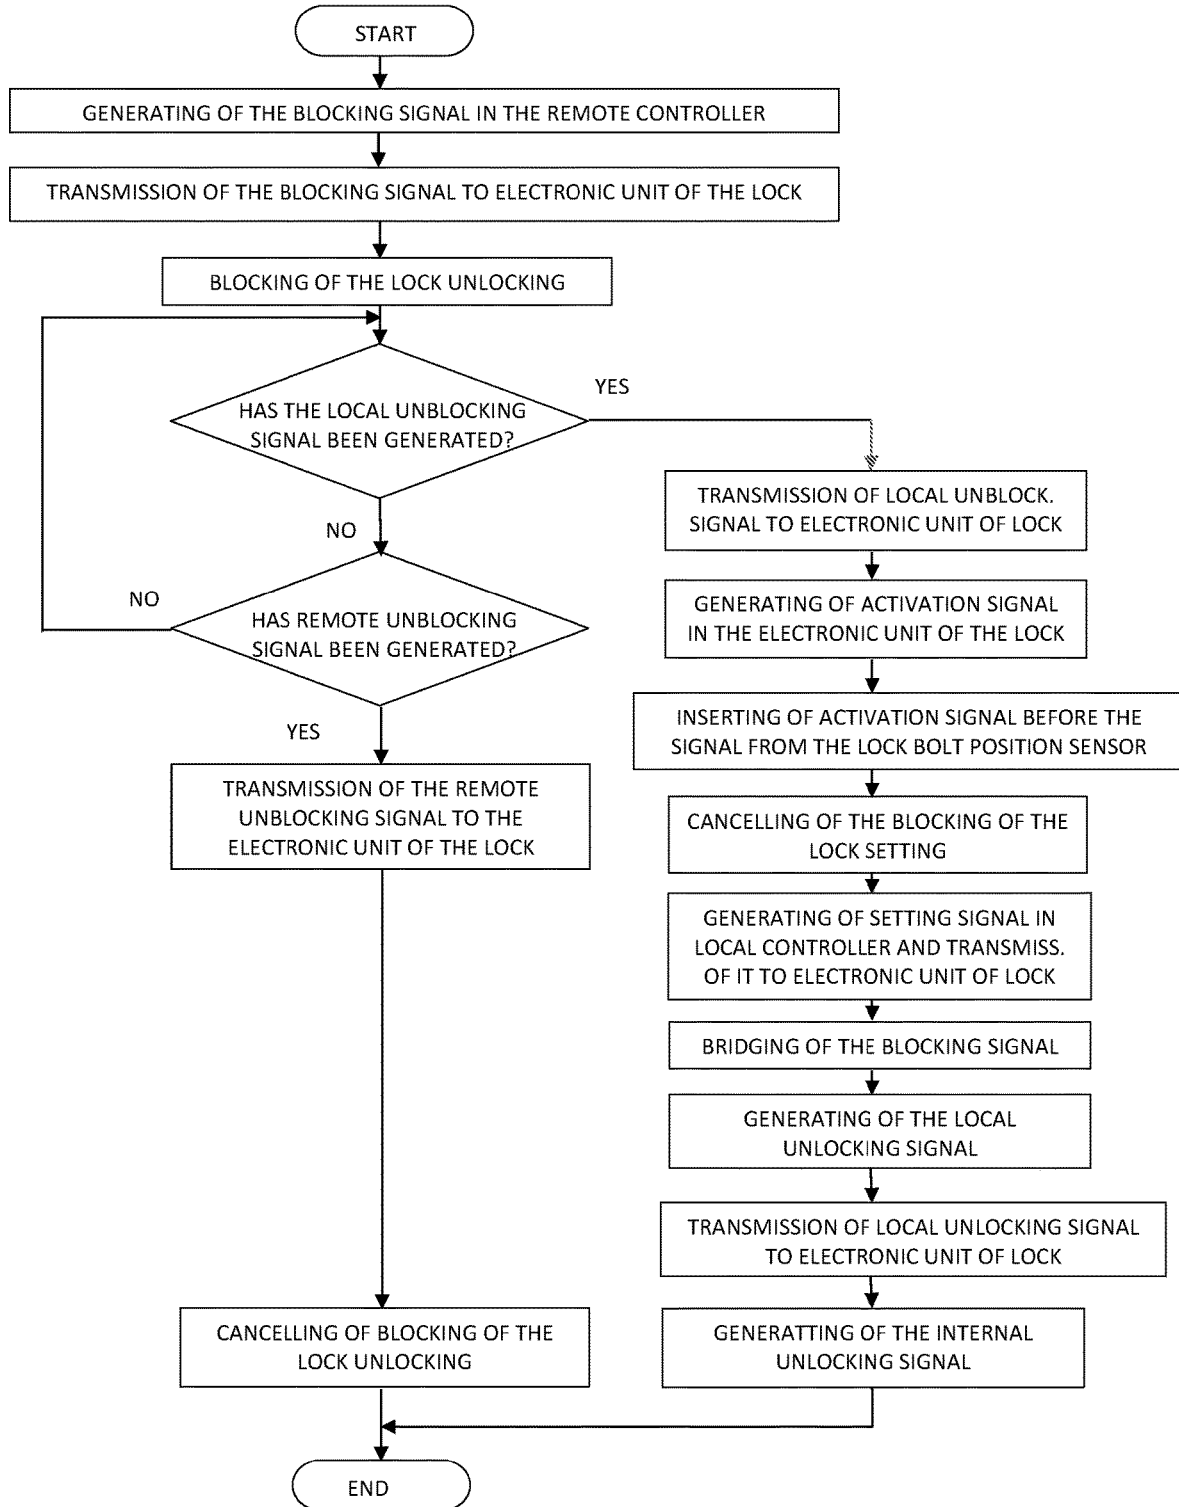 START
GENERATING OF THE BLOCKING SIGNAL IN THE REMOTE CONTROLLER
TRANSMISSION OF THE BLOCKING SIGNAL TO ELECTRONIC UNIT OF THE LOCK
BLOCKING OF THE LOCK UNLOCKING
HAS THE LOCAL UNBLOCKING
SIGNAL BEEN GENERATED?
YES
NO
HAS REMOTE UNBLOCKING
SIGNAL BEEN GENERATED?
NO
YES
TRANSMISSION OF THE REMOTE
UNBLOCKING SIGNAL TO THE
ELECTRONIC UNIT OF THE LOCK
CANCELLING OF BLOCKING OF THE
LOCK UNLOCKING
TRANSMISSION OF LOCAL UNBLOCK.
SIGNAL TO ELECTRONIC UNIT OF LOCK
GENERATING OF ACTIVATION SIGNAL
IN THE ELECTRONIC UNIT OF THE LOCK
INSERTING OF ACTIVATION SIGNAL BEFORE THE
SIGNAL FROM THE LOCK BOLT POSITION SENSOR
CANCELLING OF THE BLOCKING OF THE
LOCK SETTING
GENERATING OF SETTING SIGNAL IN
LOCAL CONTROLLER AND TRANSMISS.
OF IT TO ELECTRONIC UNIT OF LOCK
BRIDGING OF THE BLOCKING SIGNAL
GENERATING OF THE LOCAL
UNLOCKING SIGNAL
TRANSMISSION OF LOCAL UNLOCKING SIGNAL
TO ELECTRONIC UNIT OF LOCK
GENERATTING OF THE INTERNAL
UNLOCKING SIGNAL
END